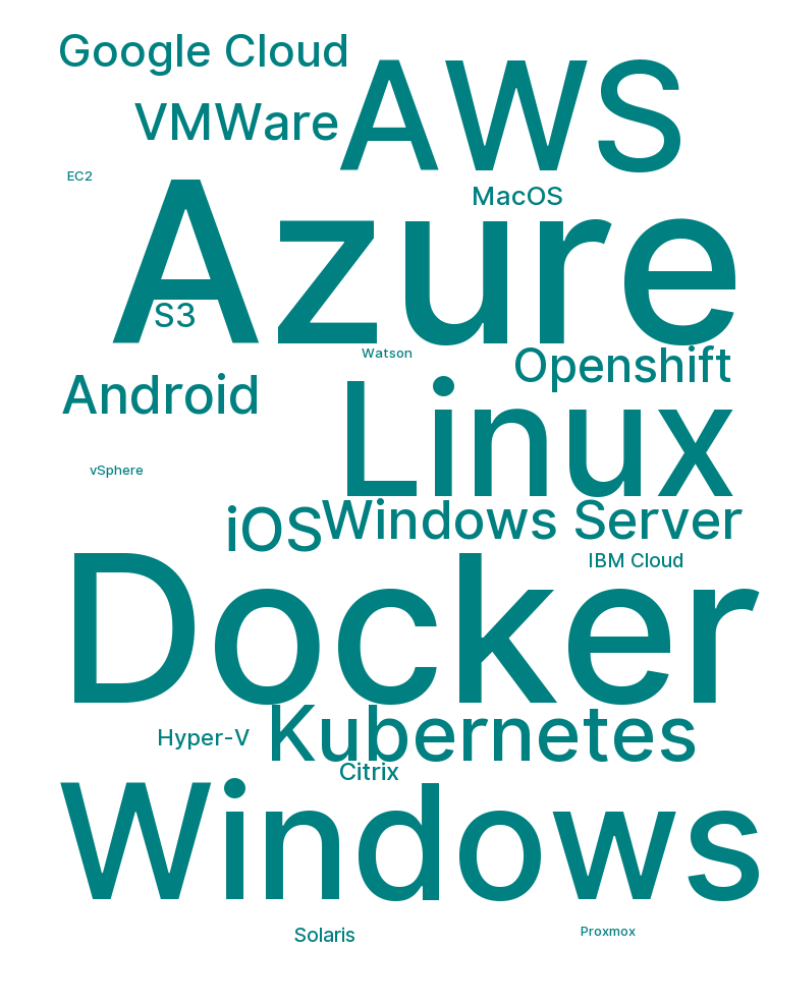 Google Cloud
AWS
VMWare
EC2
MacOS
Azure
S3
Watson
Openshift
Android
Linux
vSphere
iOS
Windows Server
IBM Cloud
Docker
Kubernetes
Hyper-V
Citrix
Windows
Solaris
Proxmox